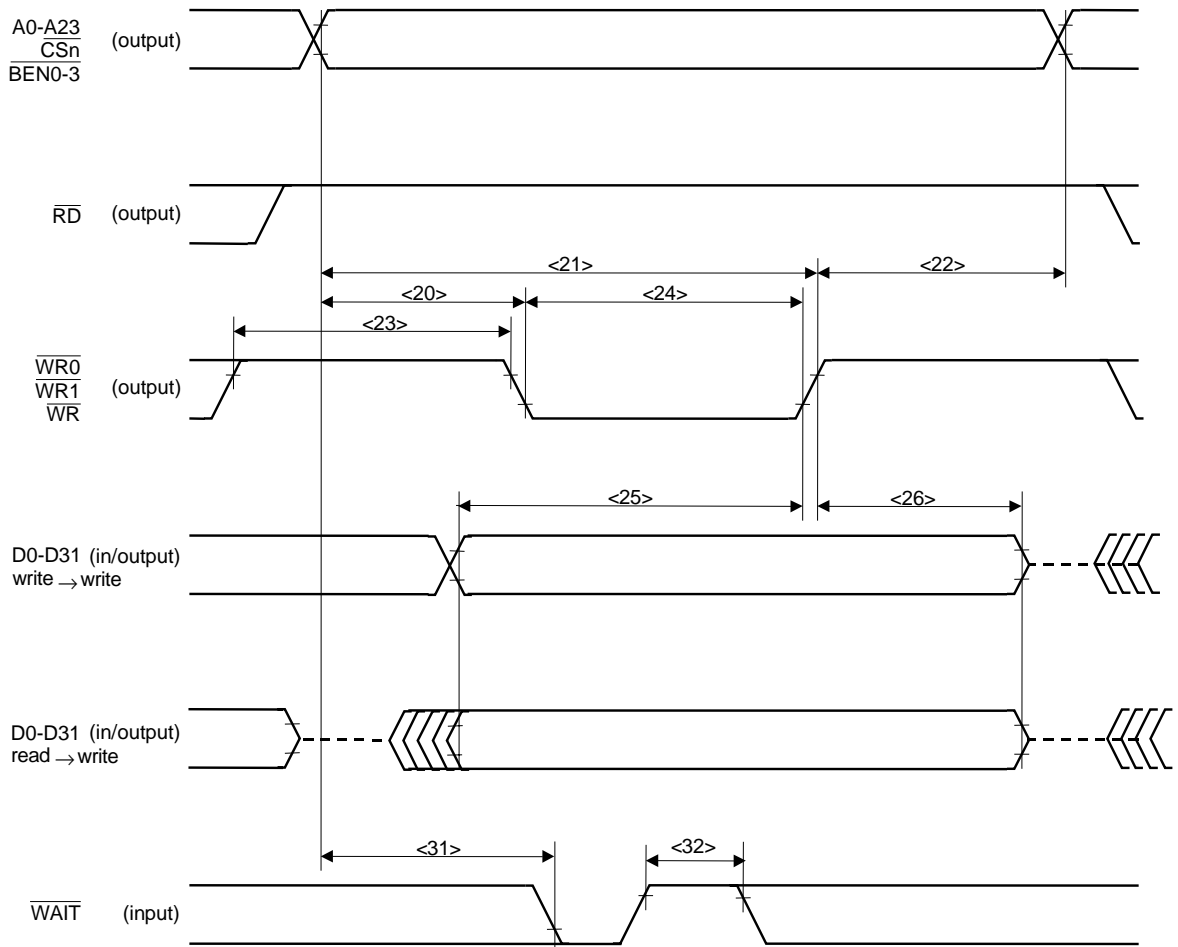 A0-A23
CSn (output)
BEN0-3
RD (output)
<21> <22>
<20> <24>
<23>
WR0
WR1 (output)
WR
<25> <26>
D0-D31 (in/output)
write → write
D0-D31 (in/output)
read → write
<31> <32>
WAIT (input)